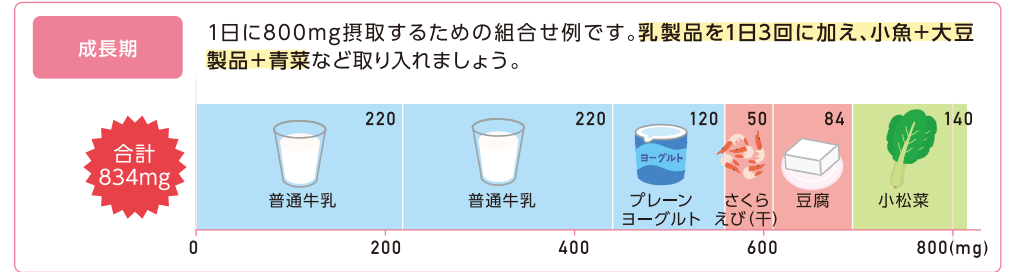 成長期
1日に800mg摂取するための組合せ例です。乳製品を1日3回に加え、小魚＋大豆
製品＋青菜など取り入れましょう。
合計
834mg
220
220
120
50
84
140
ヨーグルト
普通牛乳
普通牛乳
プレーン
ヨーグルト
さくら
えび（干）
豆腐
小松菜
0
200
400
600
800(mg)